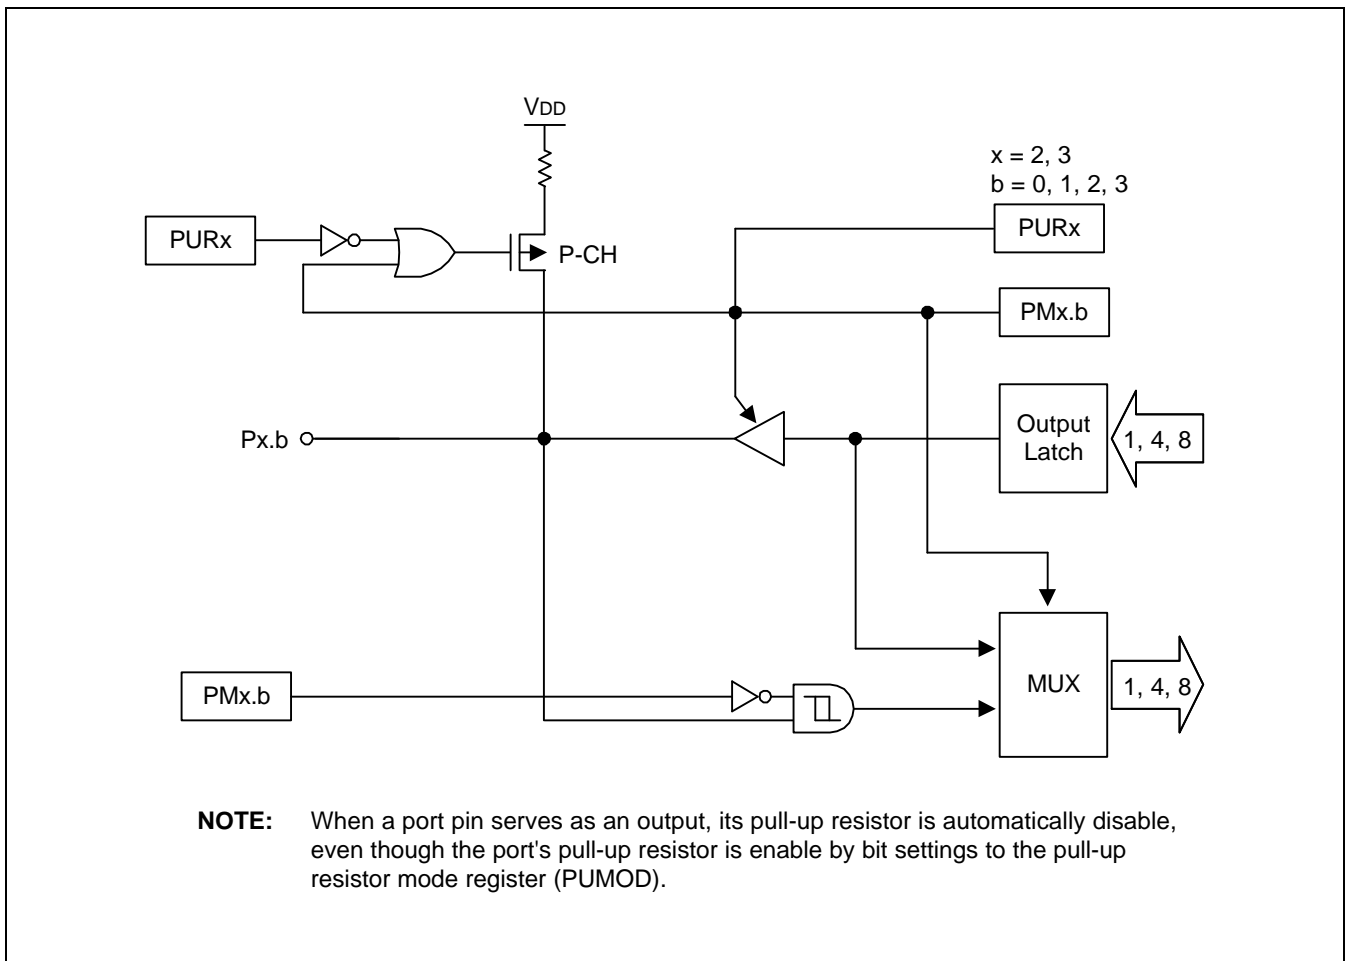 VDD
x = 2, 3
b = 0, 1, 2, 3
PURx
PURx
P-CH
PMx.b
Px.b
Output
Latch
1, 4, 8
PMx.b
MUX
1, 4, 8
NOTE: When a port pin serves as an output, its pull-up resistor is automatically disable,
even though the port's pull-up resistor is enable by bit settings to the pull-up
resistor mode register (PUMOD).